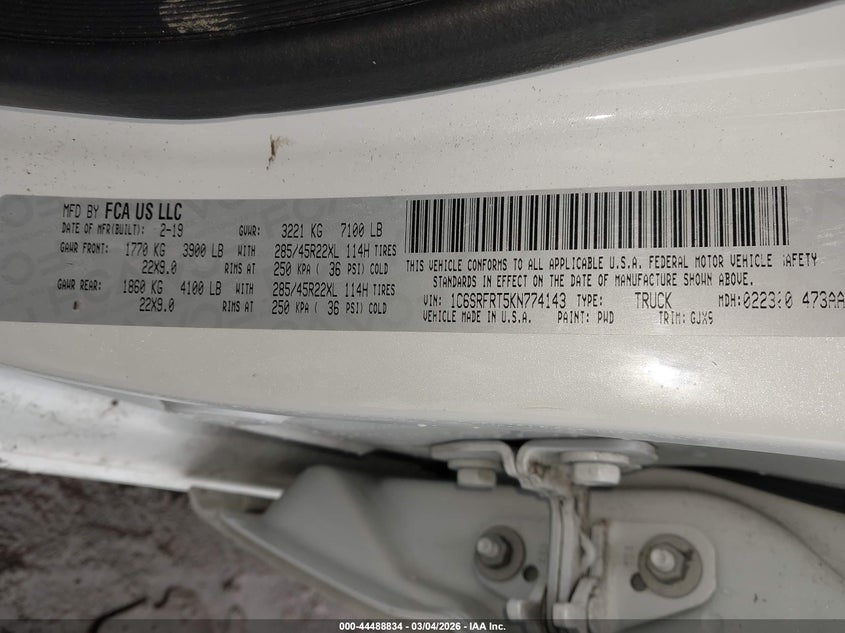 MFD BY FCA US LLC
DATE OF MFR(BUILT): 2-19 GVWR: 3221 KG 7100 LB
GAWR FRONT: 1770 KG 3900 LB WITH 285/45R22XL 114H TIRES
22X9.0 RIMS AT 250 KPA ( 36 PSI) COLD
GAWR REAR: 1860 KG 4100 LB WITH 285/45R22XL 114H TIRES
22X9.0 RIMS AT 250 KPA ( 36 PSI) COLD
THIS VEHICLE CONFORMS TO ALL APPLICABLE U.S.A. FEDERAL MOTOR VEHICLE SAFETY
STANDARDS IN EFFECT ON THE DATE OF MANUFACTURE SHOWN ABOVE.
VIN: 1C6SRFRT5KN774143 TYPE: TRUCK MDH: 473AA
VEHICLE MADE IN U.S.A. PAINT: PWD TRIM: GJX9
000-44488834 - 03/04/2026 - IAA Inc.